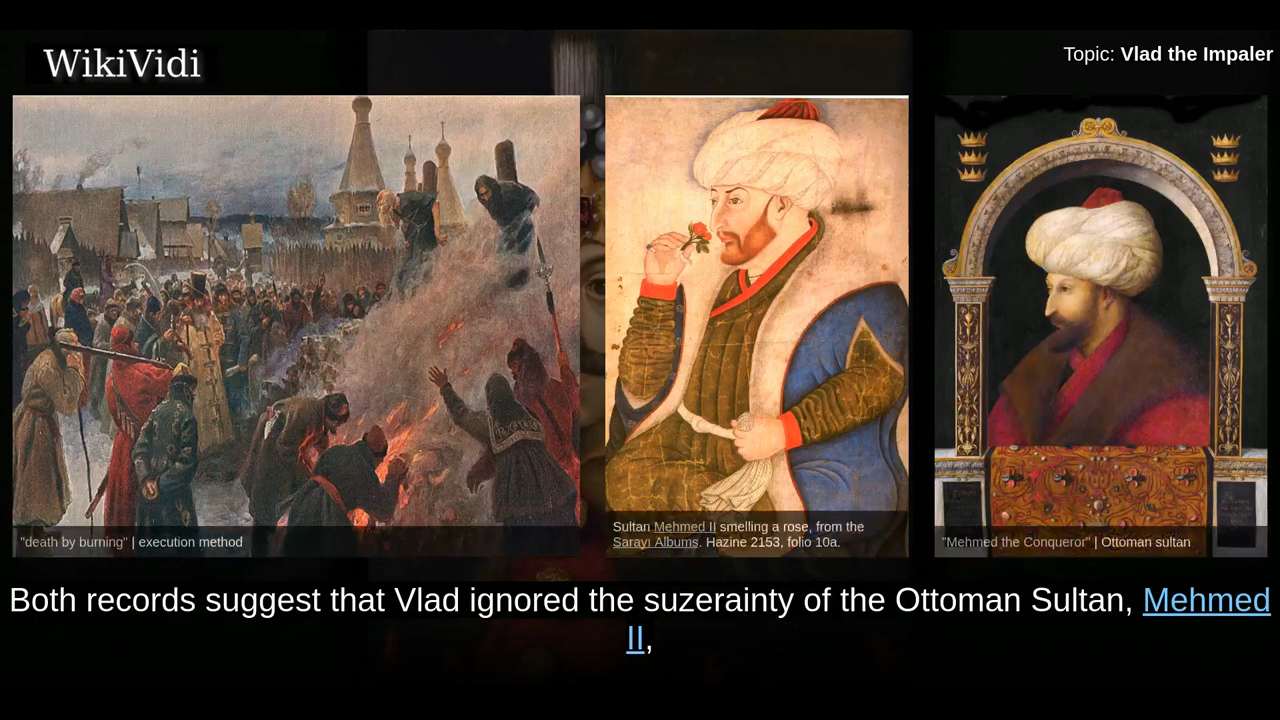 WikiVidi
Topic: Vlad the Impaler
"death by burning" | execution method
Sultan Mehmed II smelling a rose, from the
Sarayı Albums. Hazine 2153, folio 10a.
"Mehmed the Conqueror" | Ottoman sultan
Both records suggest that Vlad ignored the suzerainty of the Ottoman Sultan, Mehmed
II,